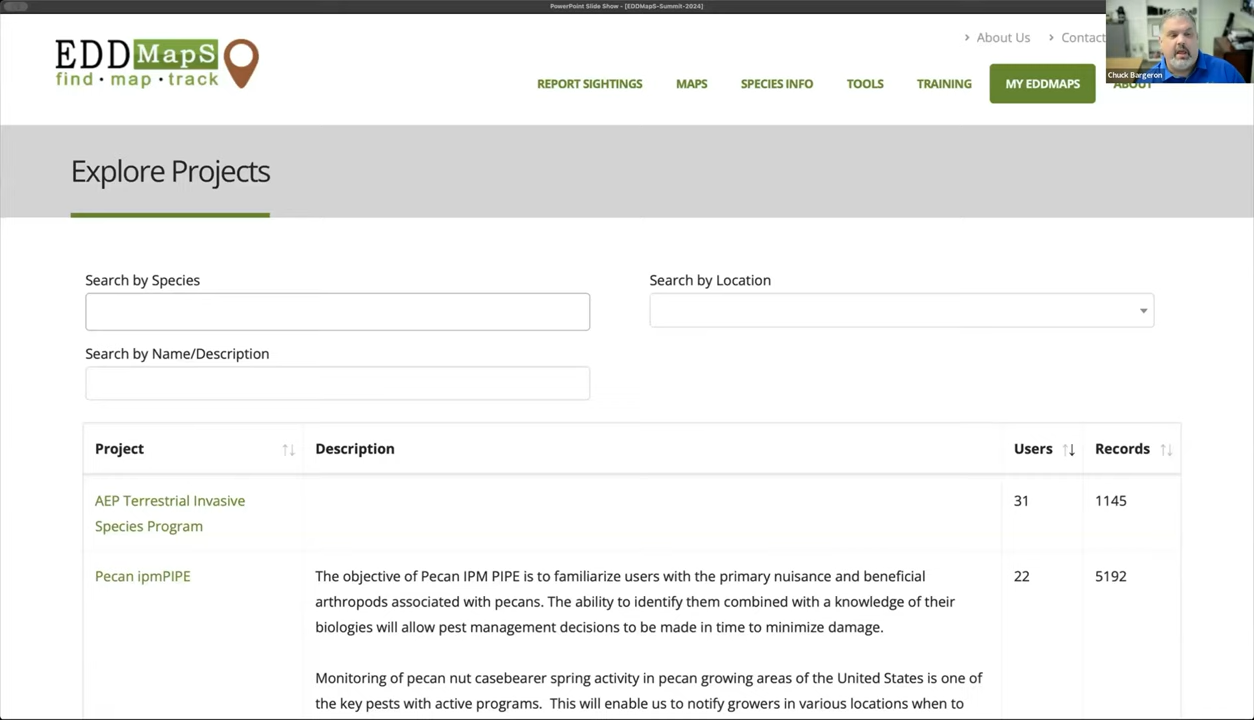 PowerPoint Slide Show - [EDDMapS-Summit-2024]
EDDMapS
find · map · track
About Us
Contact
REPORT SIGHTINGS
MAPS
SPECIES INFO
TOOLS
TRAINING
MY EDDMAPS
ABOUT
Chuck Bargeron
Explore Projects
Search by Species
Search by Location
Search by Name/Description
Project
Description
Users
Records
AEP Terrestrial Invasive
Species Program
31
1145
Pecan ipmPIPE
The objective of Pecan IPM PIPE is to familiarize users with the primary nuisance and beneficial
22
5192
arthropods associated with pecans. The ability to identify them combined with a knowledge of their
biologies will allow pest management decisions to be made in time to minimize damage.
Monitoring of pecan nut casebearer spring activity in pecan growing areas of the United States is one of
the key pests with active programs. This will enable us to notify growers in various locations when to